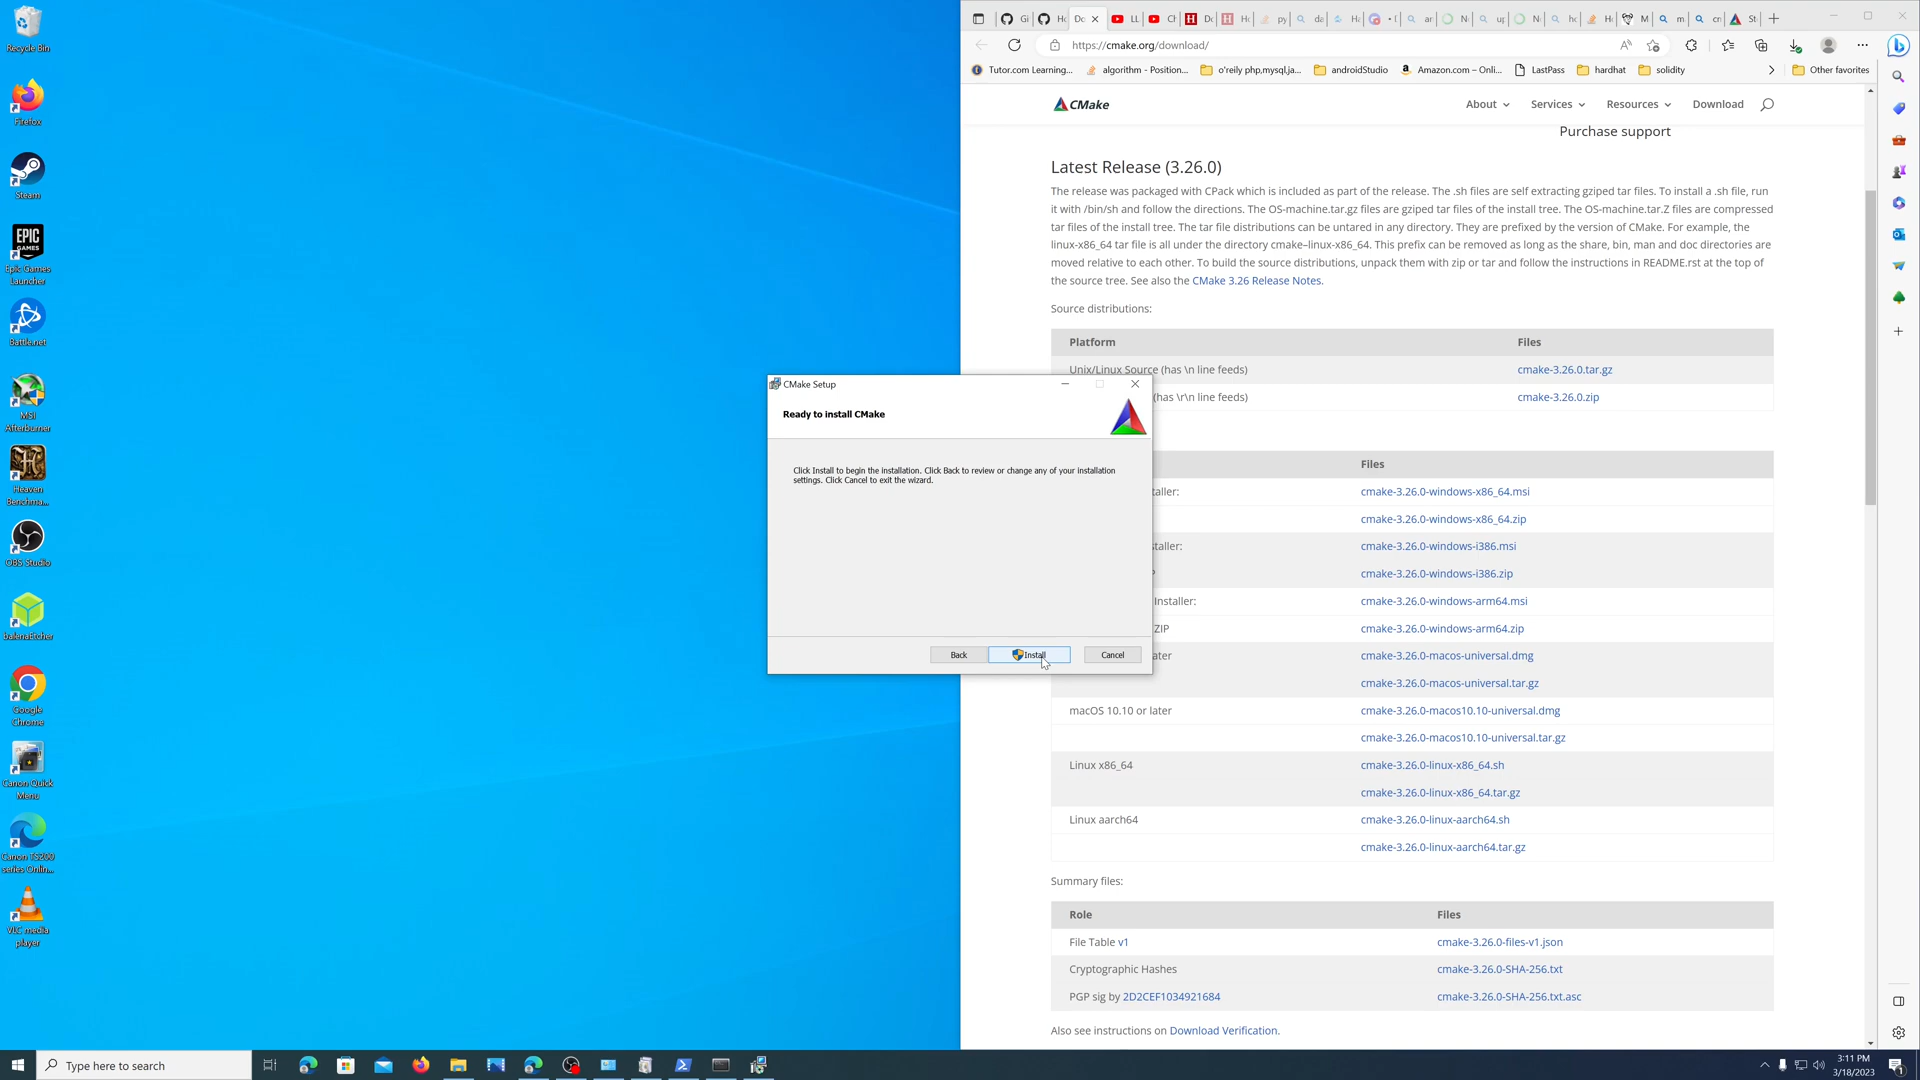 Recycle Bin
Firefox
Steam
EPIC
GAMES
Epic Games
Launcher
Battle.net
MSI
Afterburner
Heaven
Benchma...
OBS Studio
balenaEtcher
Google
Chrome
Canon Quick
Menu
Canon TS200
series Onlin...
VLC media
player
https://cmake.org/download/
Tutor.com Learning...
algorithm - Position...
o'reily php,mysql,ja...
androidStudio
Amazon.com – Onli...
LastPass
hardhat
solidity
Other favorites
CMake
About
Services
Resources
Download
Purchase support
Latest Release (3.26.0)
The release was packaged with CPack which is included as part of the release. The .sh files are self extracting gziped tar files. To install a .sh file, run
it with /bin/sh and follow the directions. The OS-machine.tar.gz files are gziped tar files of the install tree. The OS-machine.tar.Z files are compressed
tar files of the install tree. The tar file distributions can be untared in any directory. They are prefixed by the version of CMake. For example, the
linux-x86_64 tar file is all under the directory cmake–linux-x86_64. This prefix can be removed as long as the share, bin, man and doc directories are
moved relative to each other. To build the source distributions, unpack them with zip or tar and follow the instructions in README.rst at the top of
the source tree. See also the CMake 3.26 Release Notes.
Source distributions:
Platform Files
Unix/Linux Source (has \n line feeds) cmake-3.26.0.tar.gz
(has \r\n line feeds) cmake-3.26.0.zip
Files
taller: cmake-3.26.0-windows-x86_64.msi
cmake-3.26.0-windows-x86_64.zip
staller: cmake-3.26.0-windows-i386.msi
P cmake-3.26.0-windows-i386.zip
Installer: cmake-3.26.0-windows-arm64.msi
ZIP cmake-3.26.0-windows-arm64.zip
ater cmake-3.26.0-macos-universal.dmg
cmake-3.26.0-macos-universal.tar.gz
macOS 10.10 or later cmake-3.26.0-macos10.10-universal.dmg
cmake-3.26.0-macos10.10-universal.tar.gz
Linux x86_64 cmake-3.26.0-linux-x86_64.sh
cmake-3.26.0-linux-x86_64.tar.gz
Linux aarch64 cmake-3.26.0-linux-aarch64.sh
cmake-3.26.0-linux-aarch64.tar.gz
Summary files:
Role Files
File Table v1 cmake-3.26.0-files-v1.json
Cryptographic Hashes cmake-3.26.0-SHA-256.txt
PGP sig by 2D2CEF1034921684 cmake-3.26.0-SHA-256.txt.asc
Also see instructions on Download Verification.
CMake Setup
Ready to install CMake
Click Install to begin the installation. Click Back to review or change any of your installation
settings. Click Cancel to exit the wizard.
Back
Install
Cancel
Type here to search
3:11 PM
3/18/2023